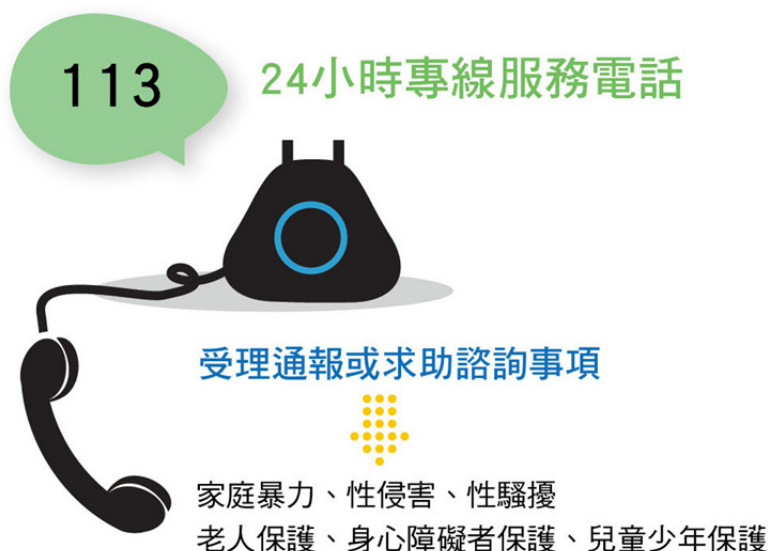 113
24小時專線服務電話
受理通報或求助諮詢事項
家庭暴力、性侵害、性騷擾
老人保護、身心障礙者保護、兒童少年保護